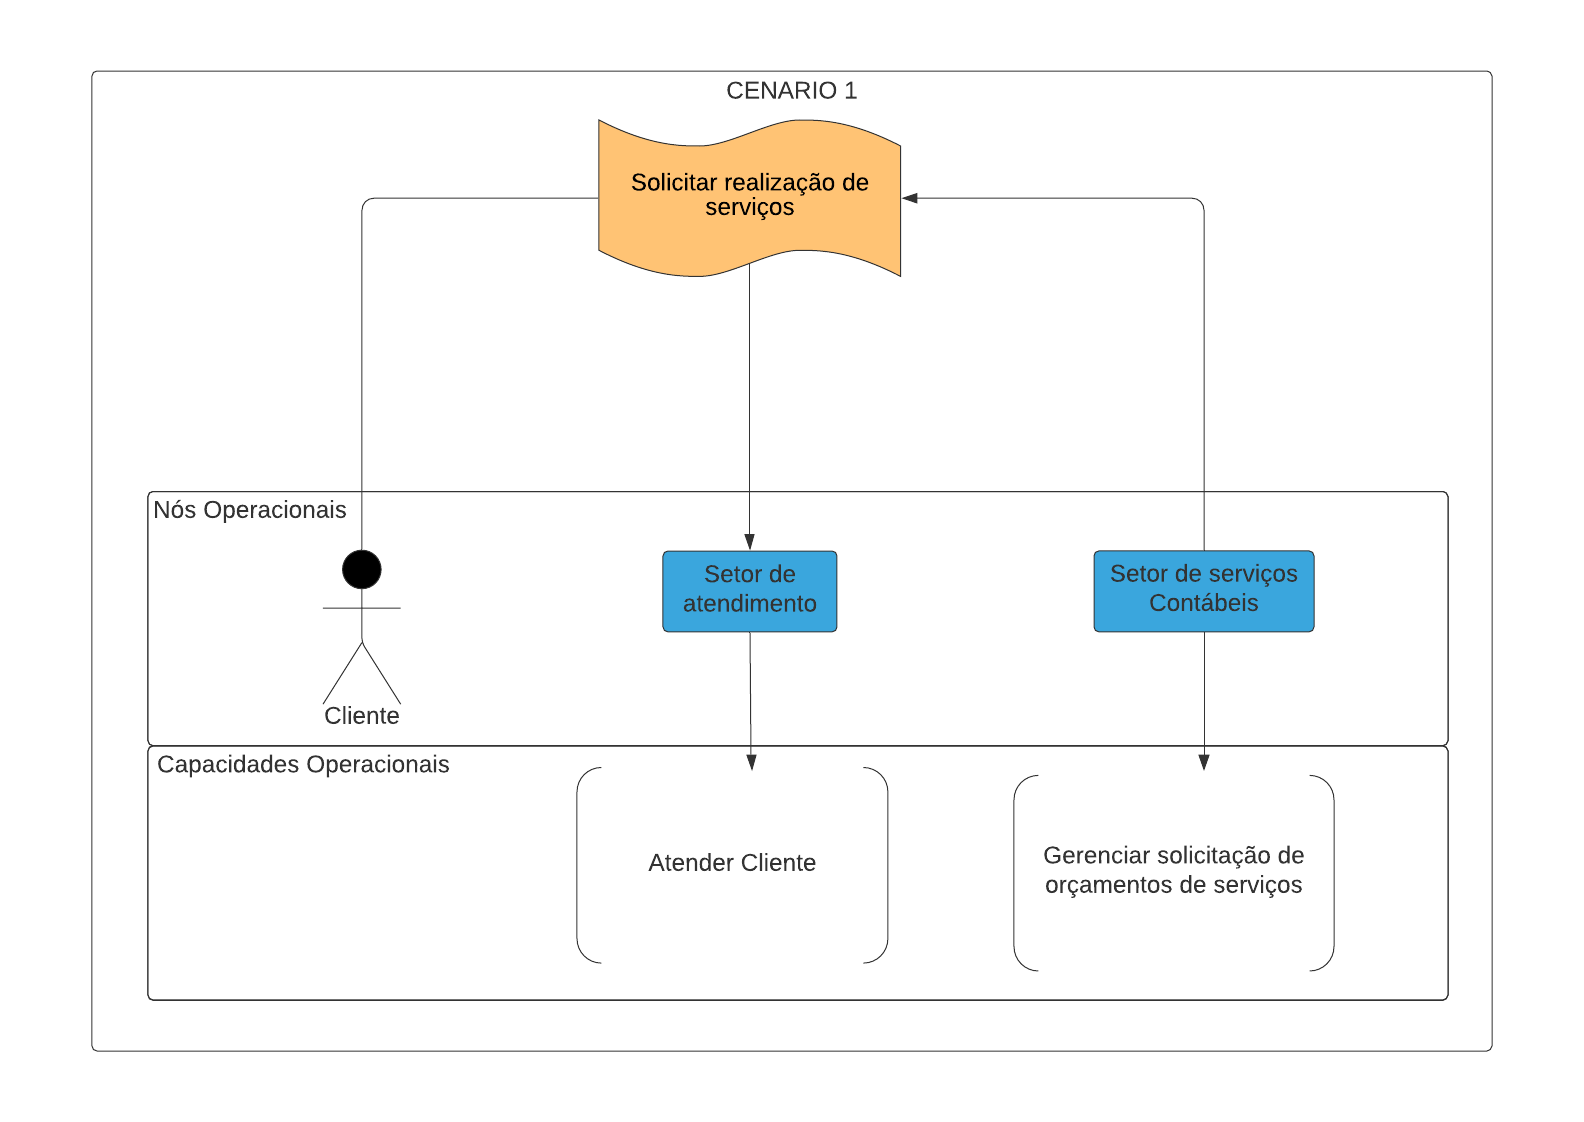 CENARIO 1
Solicitar realização de
serviços
Nós Operacionais
Setor de
atendimento
Setor de serviços
Contábeis
Cliente
Capacidades Operacionais
Atender Cliente
Gerenciar solicitação de
orçamentos de serviços